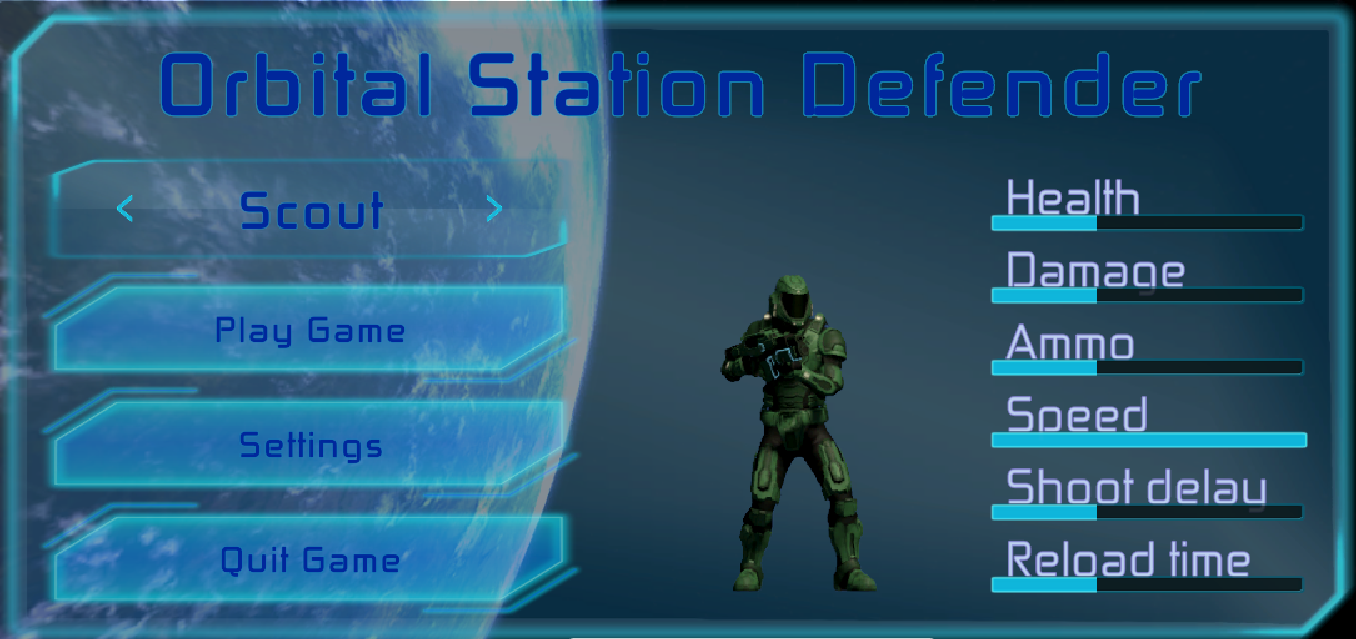 Orbital Station Defender
< Scout >
Play Game
Settings
Quit Game
Health
Damage
Ammo
Speed
Shoot delay
Reload time